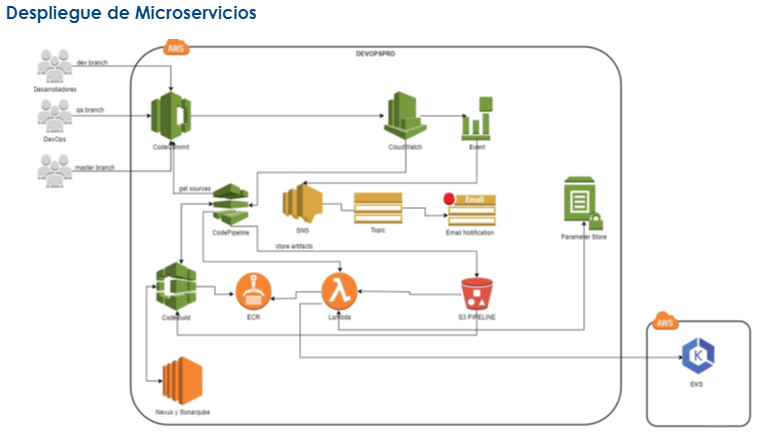 Despliegue de Microservicios
AWS
DEVOPSPRD
dev branch
Desarrolladores
qa branch
DevOps
master branch
CodeCommit
CloudWatch
Event
get sources
CodePipeline
SNS
Topic
Email
Email Notification
Parameter Store
store artifacts
CodeBuild
ECR
Lambda
S3 PIPELINE
AWS
K
EKS
Nexus y Sonarqube